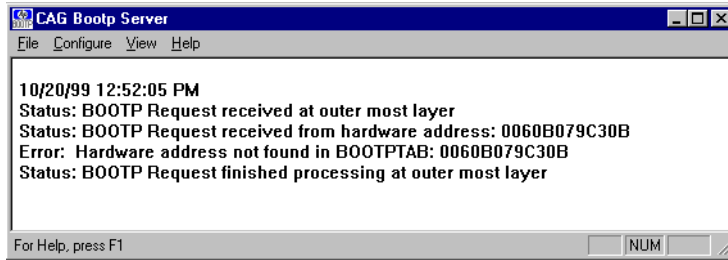 CAG Bootp Server
File Configure View Help
10/20/99 12:52:05 PM
Status: BOOTP Request received at outer most layer
Status: BOOTP Request received from hardware address: 0060B079C30B
Error:  Hardware address not found in BOOTPTAB: 0060B079C30B
Status: BOOTP Request finished processing at outer most layer
For Help, press F1
NUM